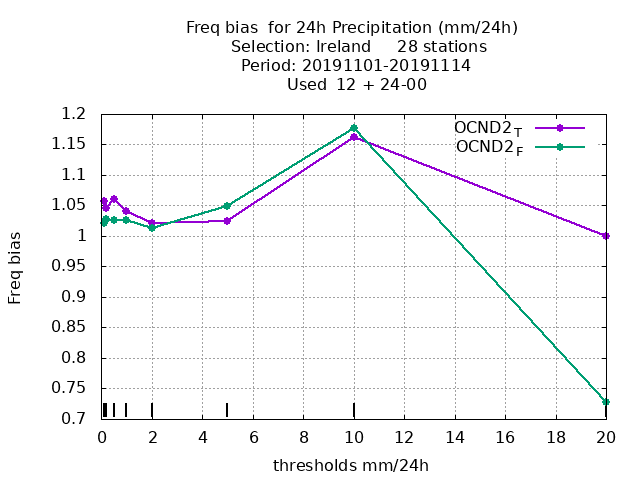 Freq bias  for 24h Precipitation (mm/24h)
Selection: Ireland     28 stations
Period: 20191101-20191114
Used  12 + 24-00
OCND2_T
OCND2_F
1.2
1.15
1.1
1.05
1
0.95
0.9
0.85
0.8
0.75
0.7
Freq bias
0 2 4 6 8 10 12 14 16 18 20
thresholds mm/24h